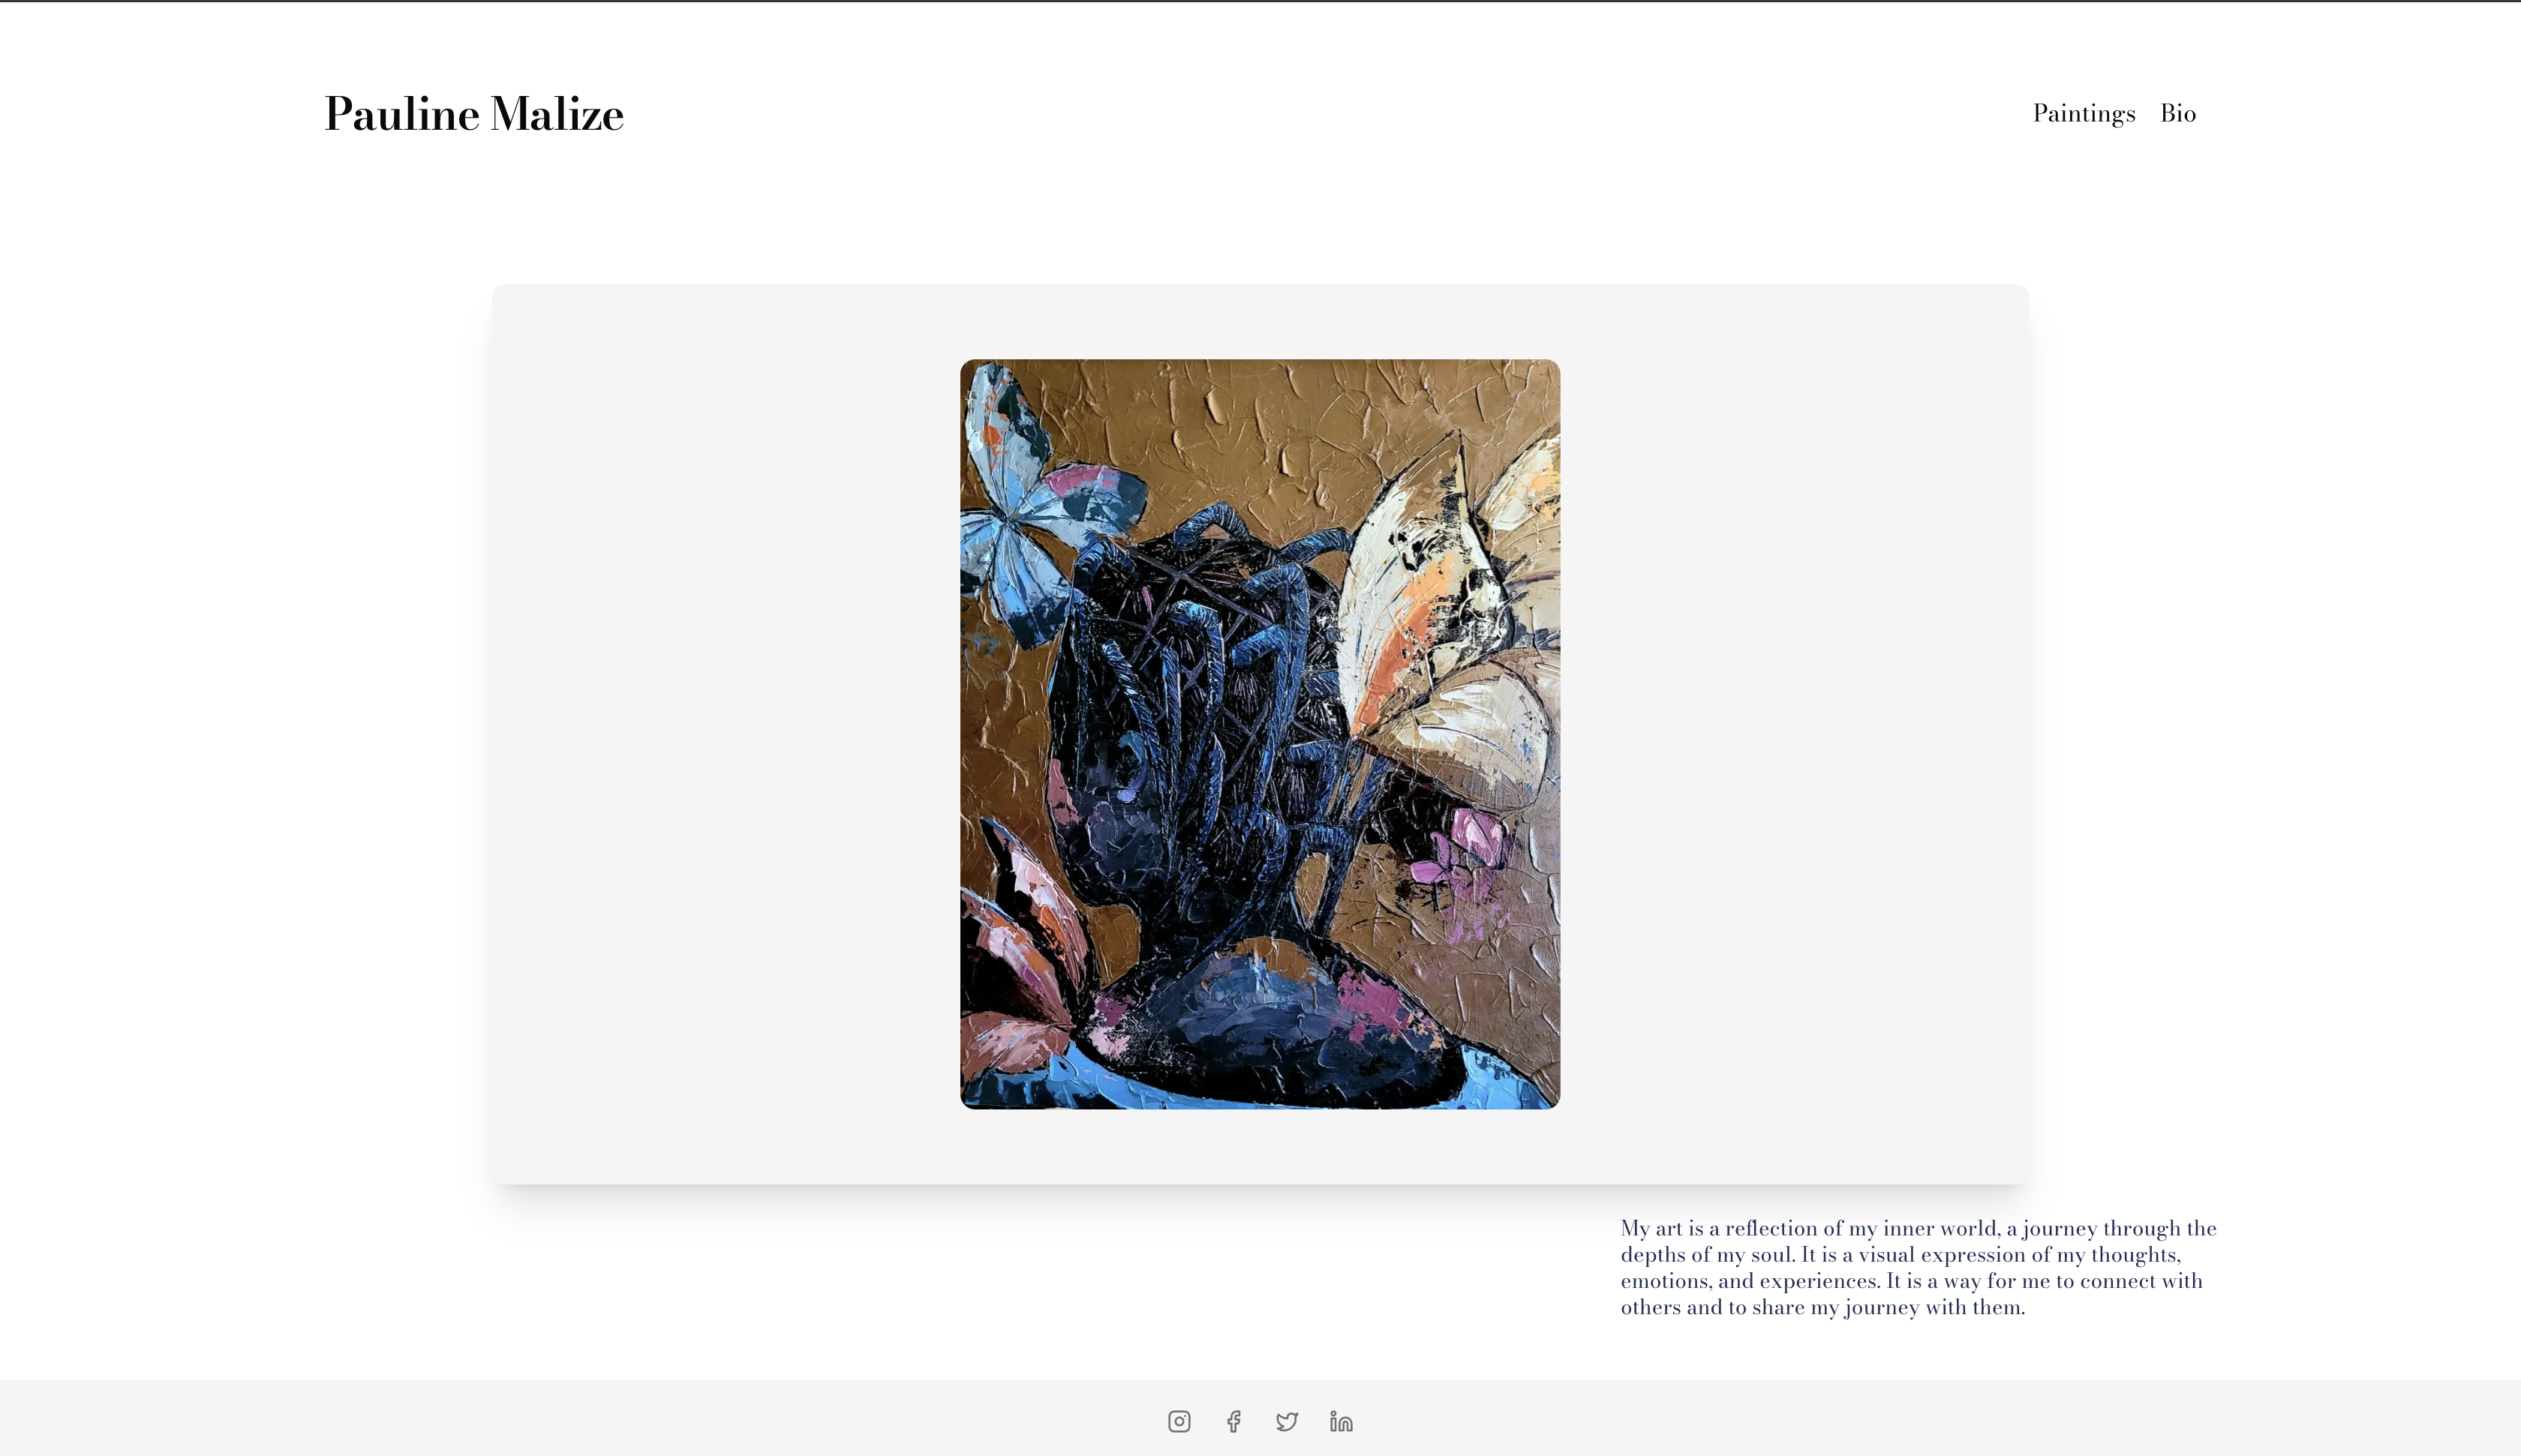 Pauline Malize
Paintings Bio
My art is a reflection of my inner world, a journey through the
depths of my soul. It is a visual expression of my thoughts,
emotions, and experiences. It is a way for me to connect with
others and to share my journey with them.